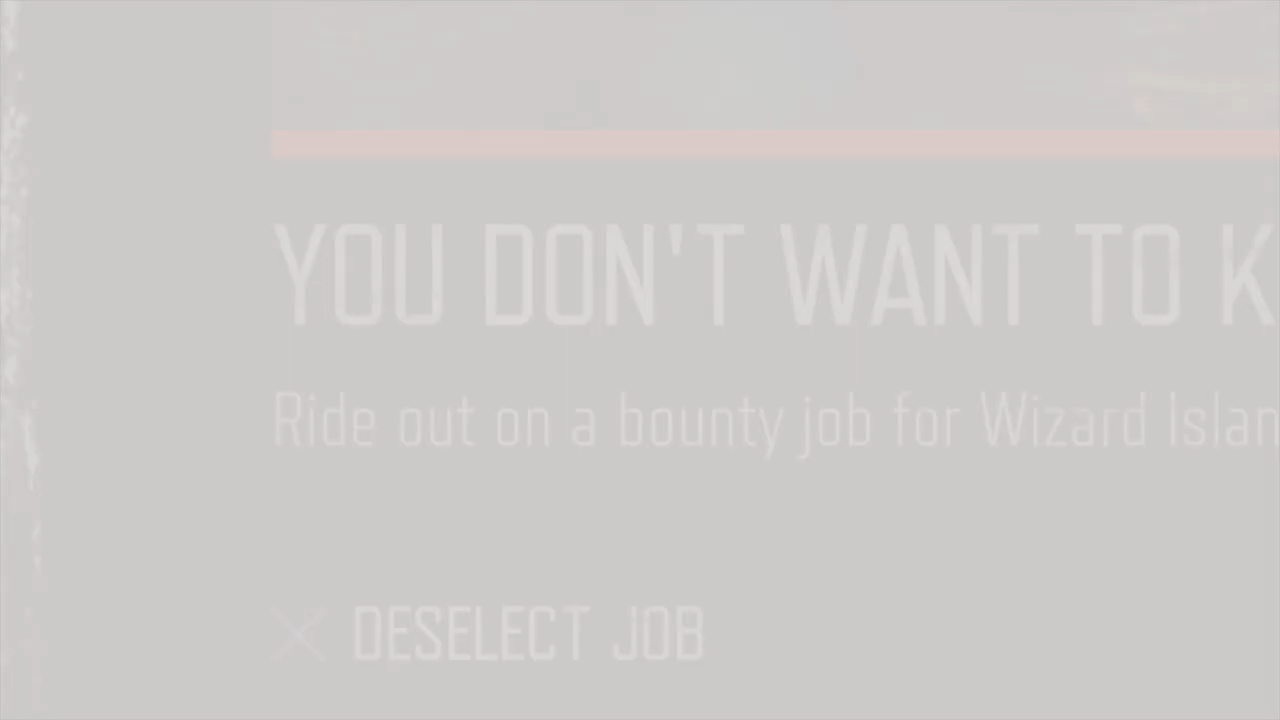 YOU DON'T WANT TO K
Ride out on a bounty job for Wizard Islan
DESELECT JOB